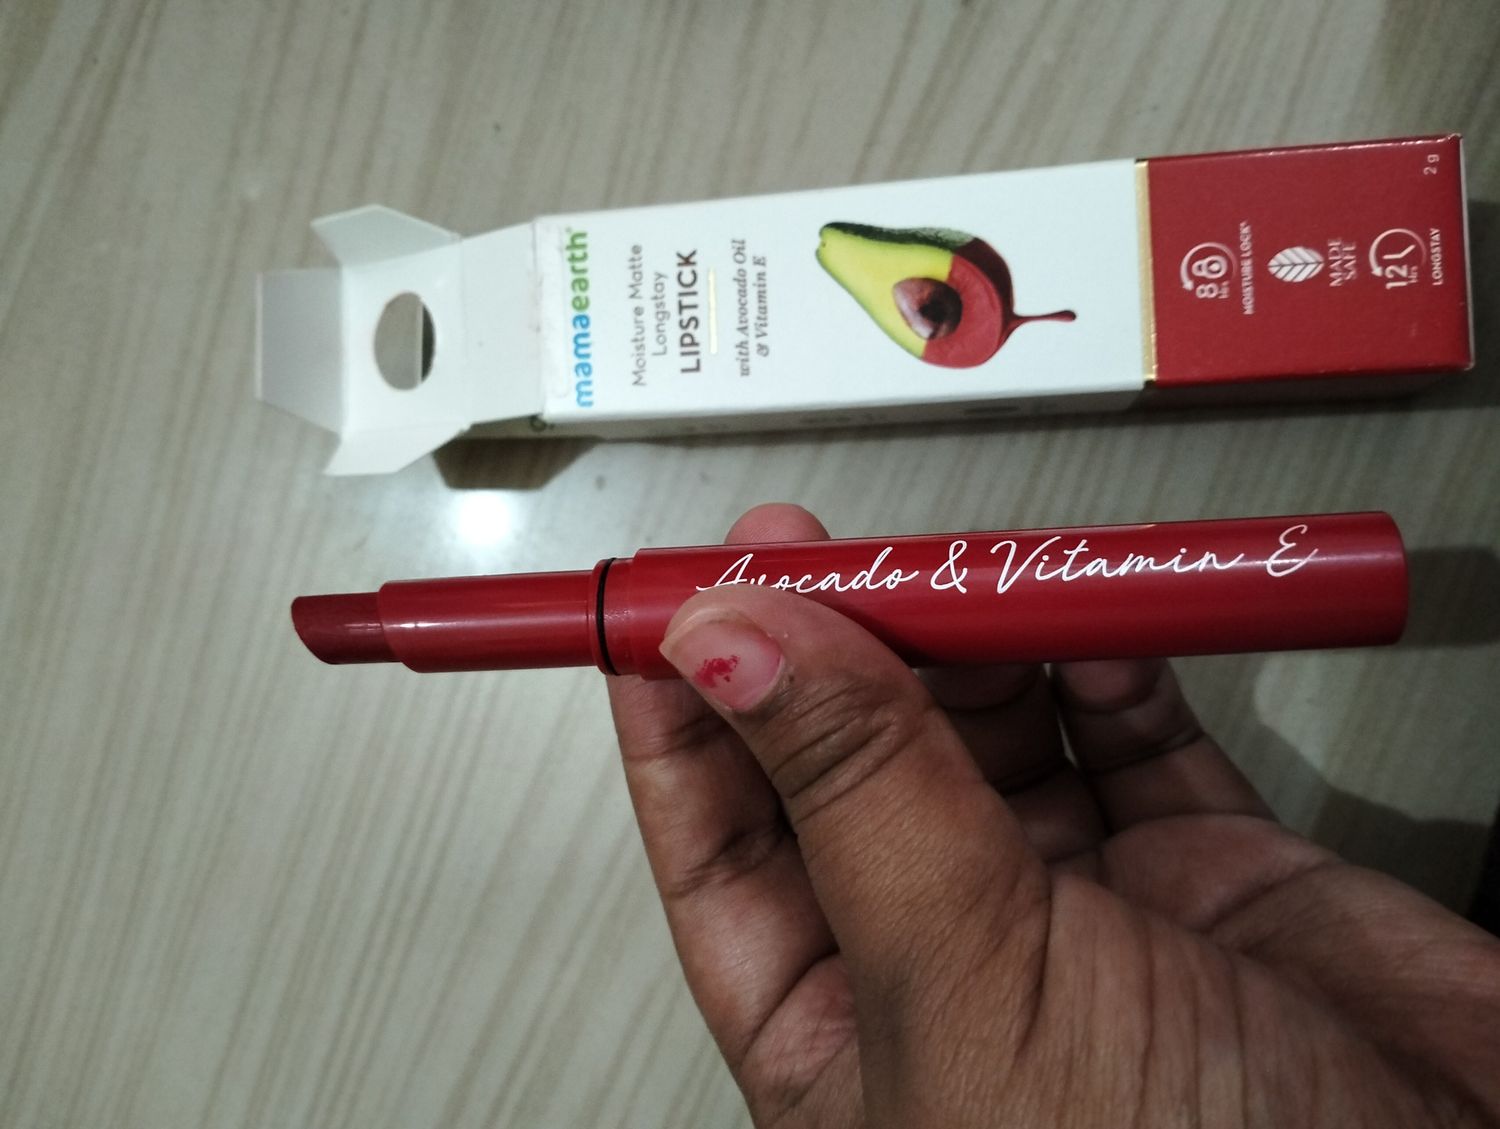 mamaearth
Moisture Matte
Longstay
LIPSTICK
with Avocado Oil
& Vitamin E
8 Hrs
MOISTURE LOCK*
MADE
SAFE
12 Hrs
LONGSTAY
2 g
Avocado & Vitamin E